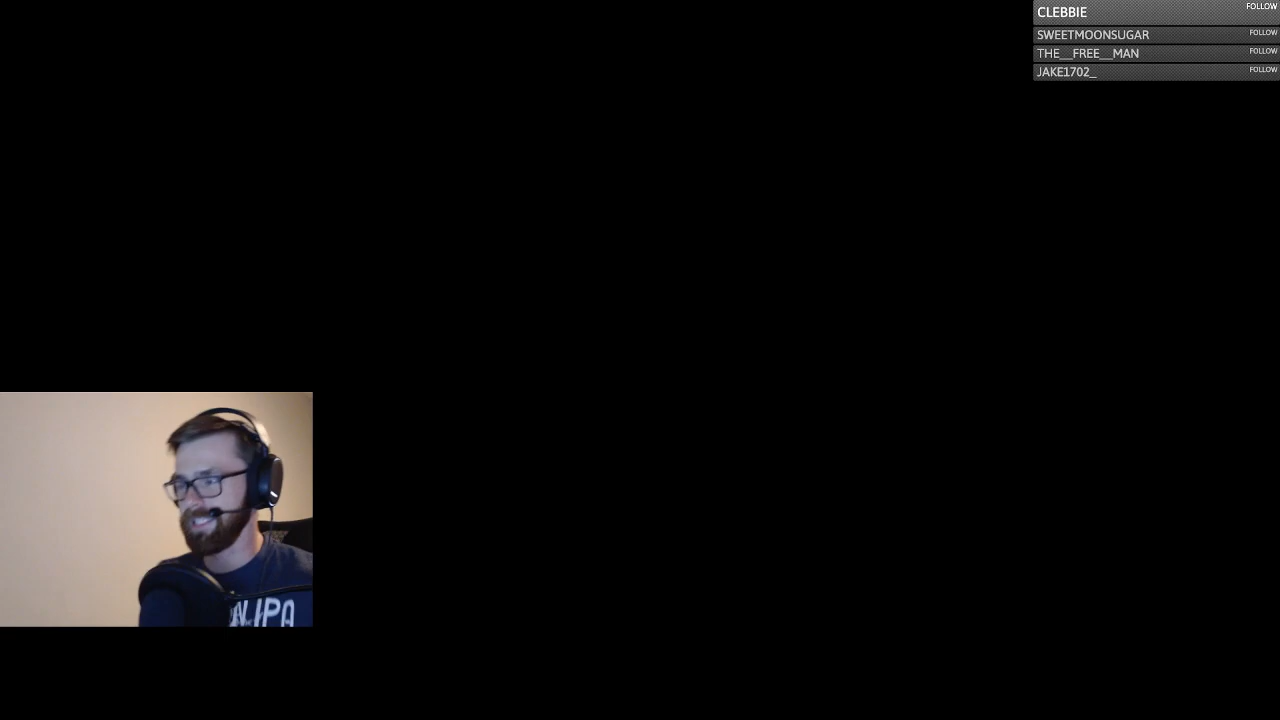 CLEBBIE FOLLOW
SWEETMOONSUGAR FOLLOW
THE__FREE__MAN FOLLOW
JAKE1702_ FOLLOW